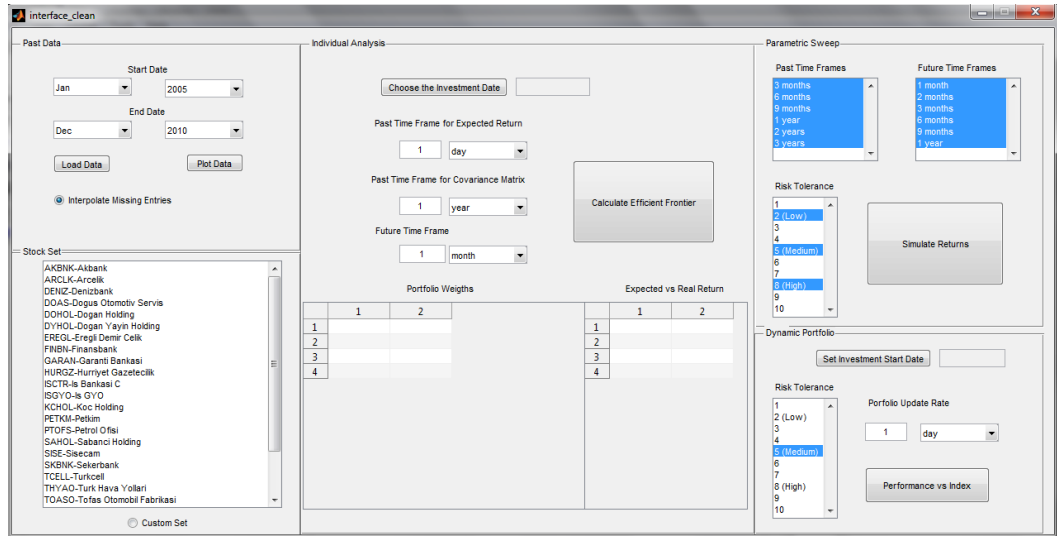 interface_clean
Past Data
Start Date
Jan
2005
End Date
Dec
2010
Load Data
Plot Data
Interpolate Missing Entries
Stock Set
AKBNK-Akbank
ARCLK-Arcelik
DENIZ-Denizbank
DOAS-Dogus Otomotiv Servis
DOHOL-Dogan Holding
DYHOL-Dogan Yayin Holding
EREGL-Eregli Demir Celik
FINBN-Finansbank
GARAN-Garanti Bankasi
HURGZ-Hurriyet Gazetecilik
ISCTR-Is Bankasi C
ISGYO-Is GYO
KCHOL-Koc Holding
PETKM-Petkim
PTOFS-Petrol Ofisi
SAHOL-Sabanci Holding
SISE-Sisecam
SKBNK-Sekerbank
TCELL-Turkcell
THYAO-Turk Hava Yollari
TOASO-Tofas Otomobil Fabrikasi
Custom Set
Individual Analysis
Choose the Investment Date
Past Time Frame for Expected Return
1
day
Past Time Frame for Covariance Matrix
1
year
Future Time Frame
1
month
Calculate Efficient Frontier
Portfolio Weigths
1 2
1
2
3
4
Expected vs Real Return
1 2
1
2
3
4
Parametric Sweep
Past Time Frames
3 months
6 months
9 months
1 year
2 years
3 years
Future Time Frames
1 month
2 months
3 months
6 months
9 months
1 year
Risk Tolerance
1
2 (Low)
3
4
5 (Medium)
6
7
8 (High)
9
10
Simulate Returns
Dynamic Portfolio
Set Investment Start Date
Risk Tolerance
1
2 (Low)
3
4
5 (Medium)
6
7
8 (High)
9
10
Porfolio Update Rate
1
day
Performance vs Index